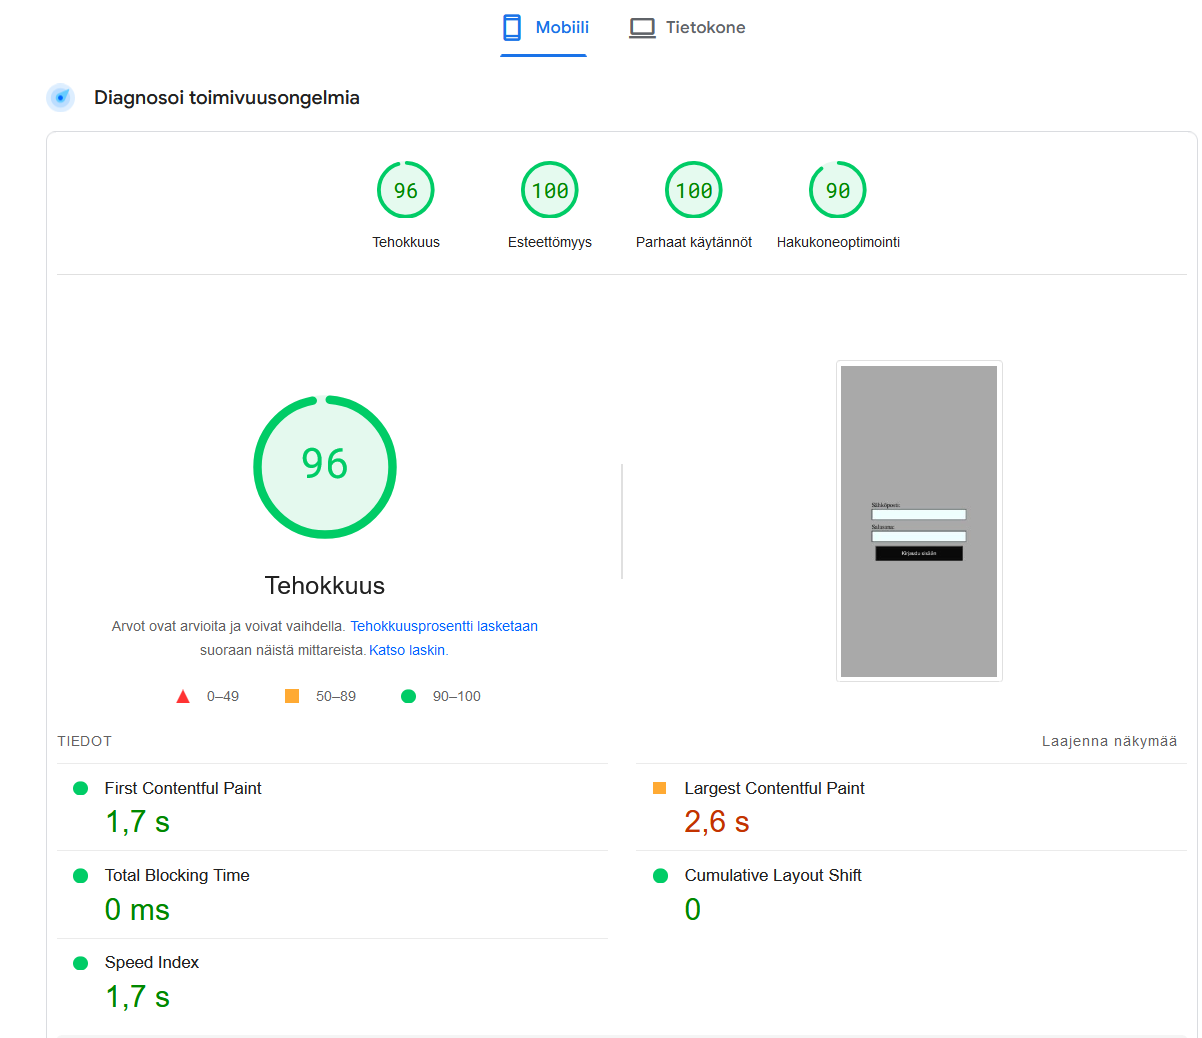 Mobiili Tietokone
Diagnosoi toimivuusongelmia
96 100 100 90
Tehokkuus Esteettömyys Parhaat käytännöt Hakukoneoptimointi
96
Tehokkuus
Arvot ovat arvioita ja voivat vaihdella. Tehokkuusprosentti lasketaan
suoraan näistä mittareista. Katso laskin.
0–49 50–89 90–100
Sähköposti:
Salasana:
Kirjaudu sisään
TIEDOT Laajenna näkymää
First Contentful Paint
1,7 s
Largest Contentful Paint
2,6 s
Total Blocking Time
0 ms
Cumulative Layout Shift
0
Speed Index
1,7 s